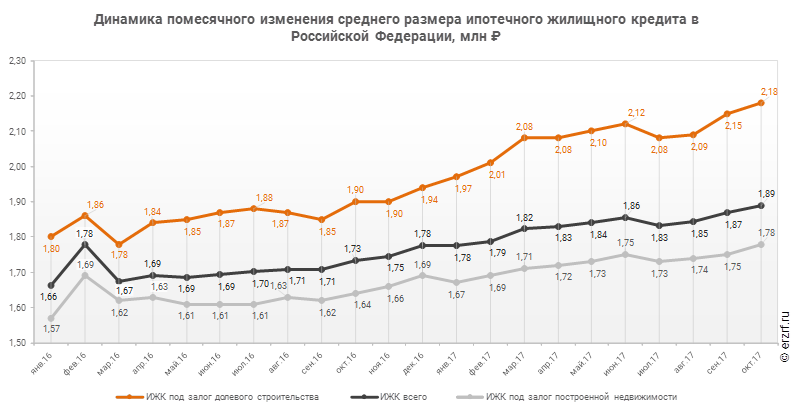 Динамика помесячного изменения среднего размера ипотечного жилищного кредита в
Российской Федерации, млн ₽
2,30
2,20
2,10
2,00
1,90
1,80
1,70
1,60
1,50
1,80 1,86 1,78 1,84 1,85 1,87 1,88 1,87 1,85 1,90 1,90 1,94 1,97 2,01 2,08 2,08 2,10 2,12 2,08 2,09 2,15 2,18
1,66 1,78 1,67 1,69 1,69 1,69 1,70 1,71 1,71 1,73 1,75 1,78 1,78 1,79 1,82 1,83 1,84 1,86 1,83 1,85 1,87 1,89
1,57 1,69 1,62 1,63 1,61 1,61 1,61 1,63 1,62 1,64 1,66 1,69 1,67 1,69 1,71 1,72 1,73 1,75 1,73 1,74 1,75 1,78
янв.16 фев.16 мар.16 апр.16 май.16 июн.16 июл.16 авг.16 сен.16 окт.16 ноя.16 дек.16 янв.17 фев.17 мар.17 апр.17 май.17 июн.17 июл.17 авг.17 сен.17 окт.17
ИЖК под залог долевого строительства ИЖК всего ИЖК под залог построенной недвижимости
© erzrf.ru